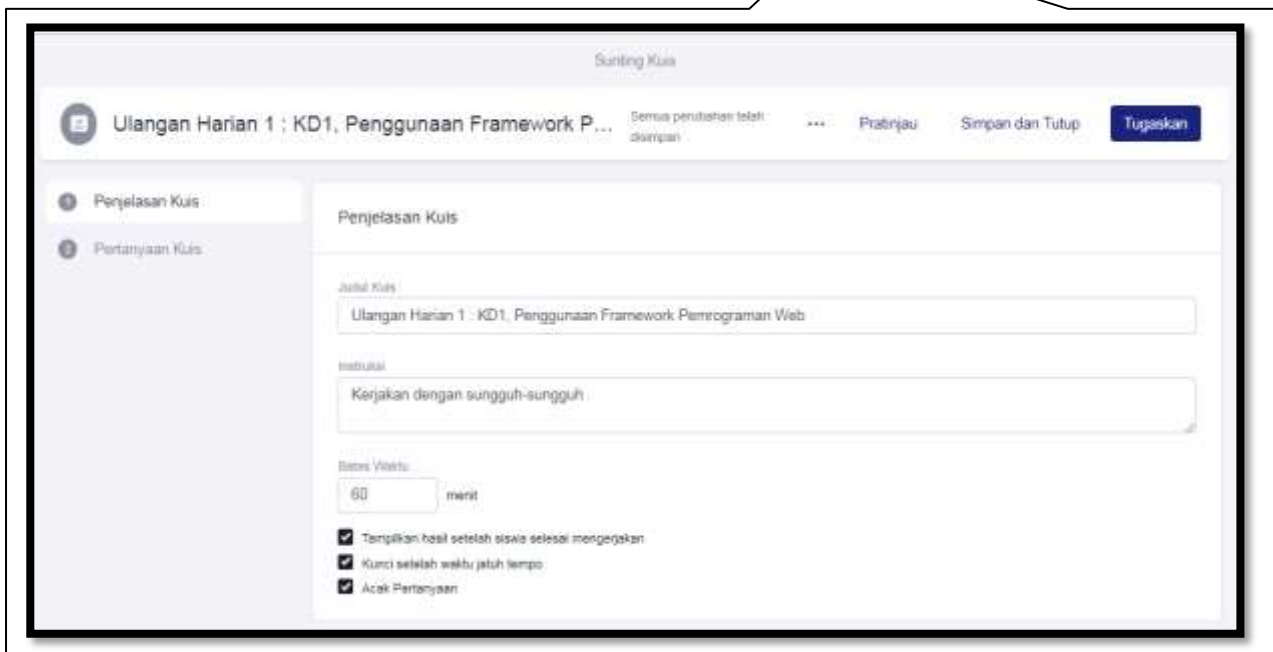 Sunting Kuis
Ulangan Harian 1 : KD1, Penggunaan Framework P...
Semua perubahan telah
disimpan
...
Pratinjau
Simpan dan Tutup
Tugaskan
Penjelasan Kuis
Pertanyaan Kuis
Penjelasan Kuis
Judul Kuis
Ulangan Harian 1 : KD1, Penggunaan Framework Pemrograman Web
Instruksi
Kerjakan dengan sungguh-sungguh
Batas Waktu
60 menit
Tampilkan hasil setelah siswa selesai mengerjakan
Kunci setelah waktu jatuh tempo
Acak Pertanyaan